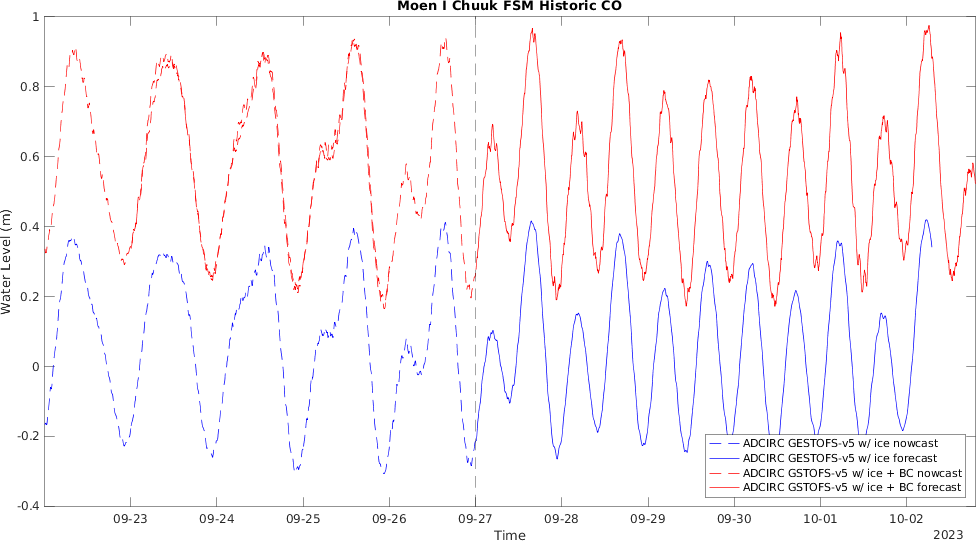 Moen I Chuuk FSM Historic CO
1
0.8
0.6
0.4
0.2
0
-0.2
-0.4
Water Level (m)
ADCIRC GESTOFS-v5 w/ ice nowcast
ADCIRC GESTOFS-v5 w/ ice forecast
ADCIRC GSTOFS-v5 w/ ice + BC nowcast
ADCIRC GSTOFS-v5 w/ ice + BC forecast
09-23 09-24 09-25 09-26 09-27 09-28 09-29 09-30 10-01 10-02
Time
2023